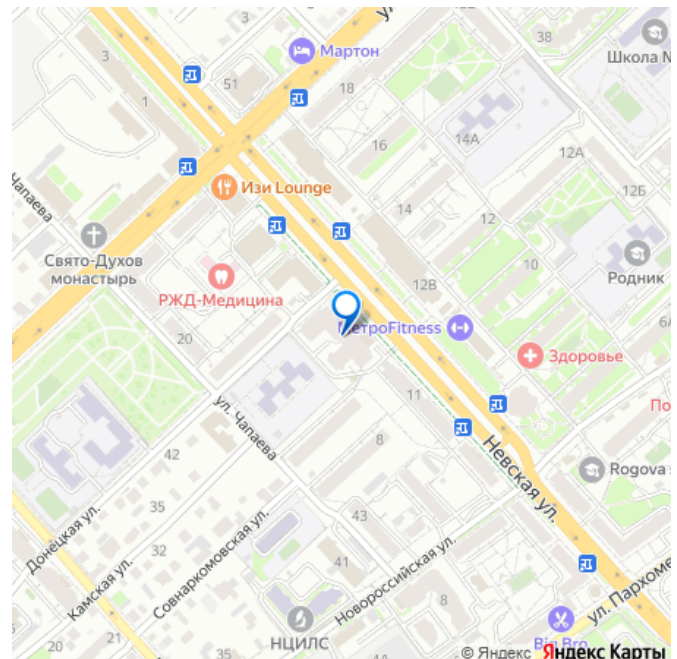 38
3
Мартон
ул
Школа N
51
18
1
16
14А
12А
Изи Lounge
Чапаева
14
12
12Б
Свято-Духов
монастырь
10
Родник
РЖД-Медицина
12В
МетроFitness
6А
20
Здоровье
11
По
ул. Чапаева
8
42
Невская ул.
Rogova s
35
43
Донецкая ул.
32
Совнаркомовская ул.
41
Новороссийская ул.
Камская ул.
8
ул. Пархоме
20
НЦИЛС
21
35
Big Bro
© Яндекс Яндекс Карты